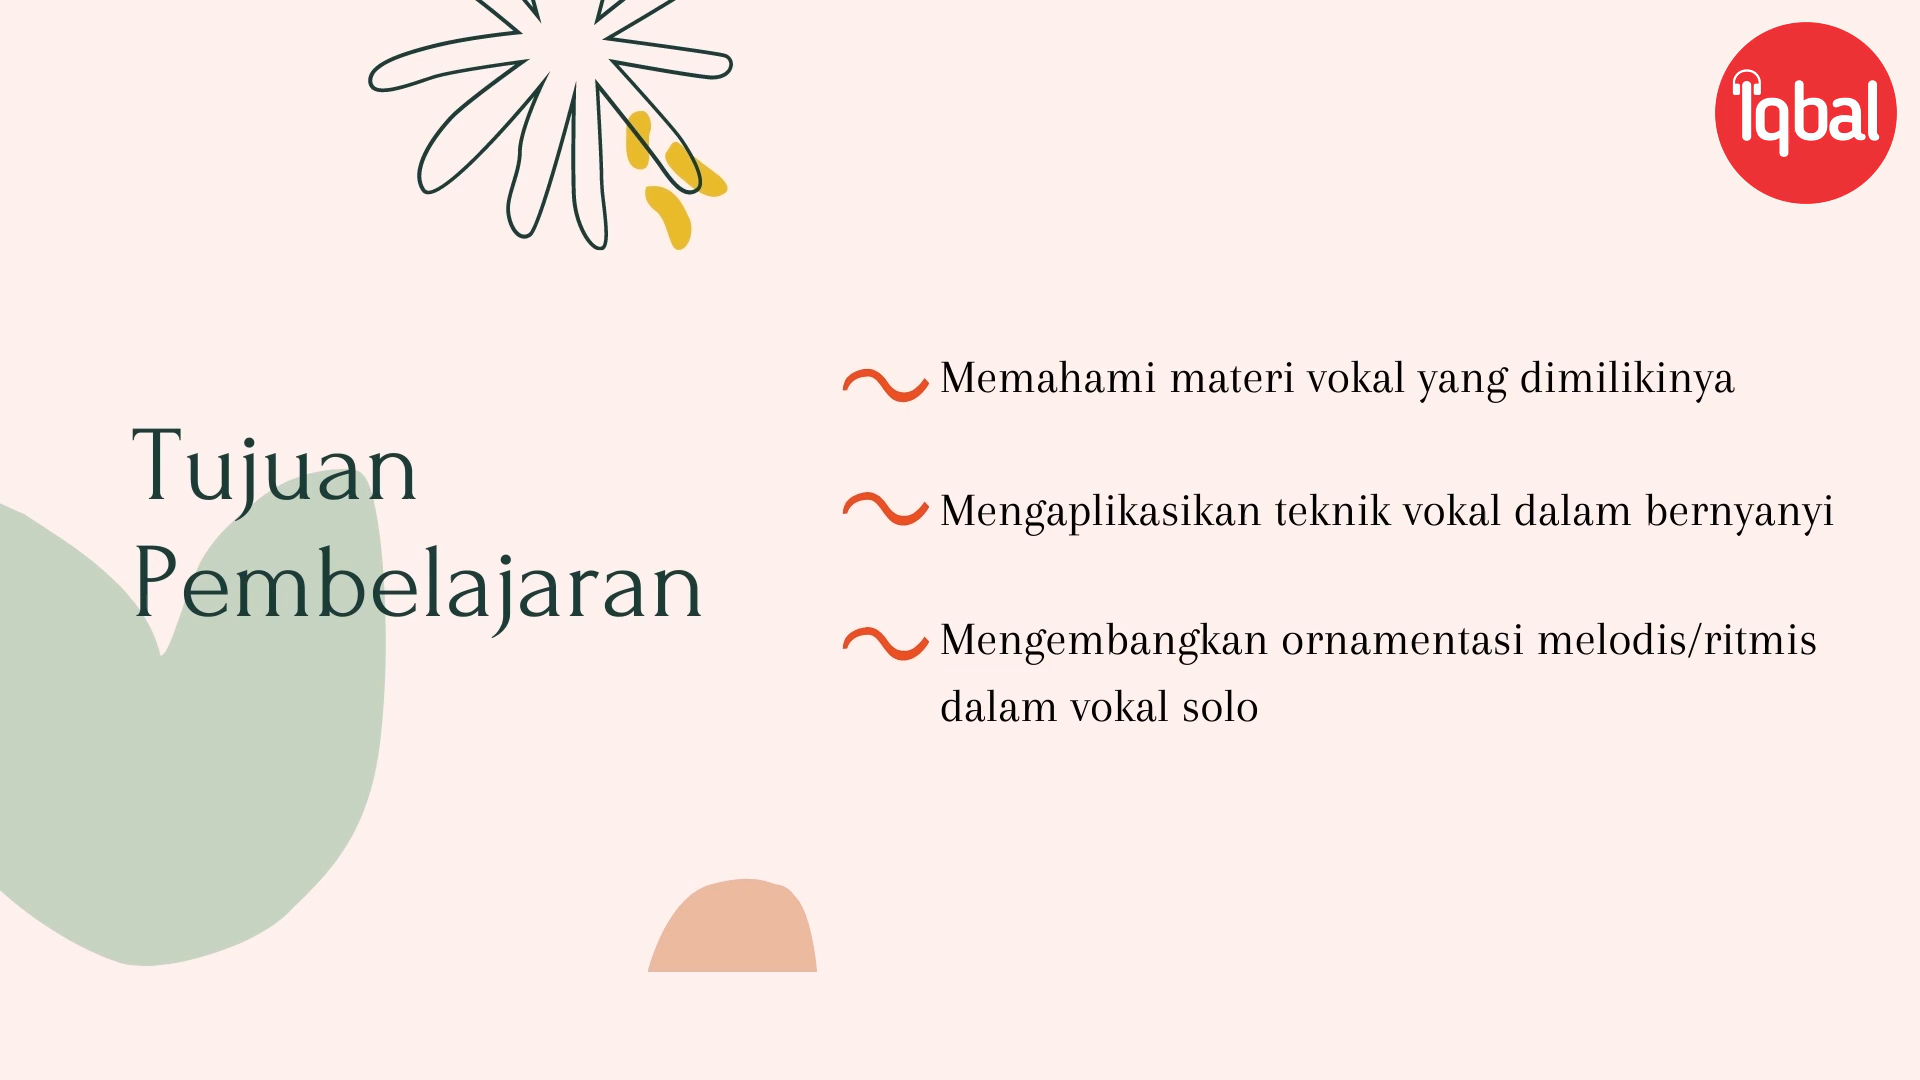 iqbal
Tujuan
Pembelajaran
Memahami materi vokal yang dimilikinya
Mengaplikasikan teknik vokal dalam bernyanyi
Mengembangkan ornamentasi melodis/ritmis
dalam vokal solo